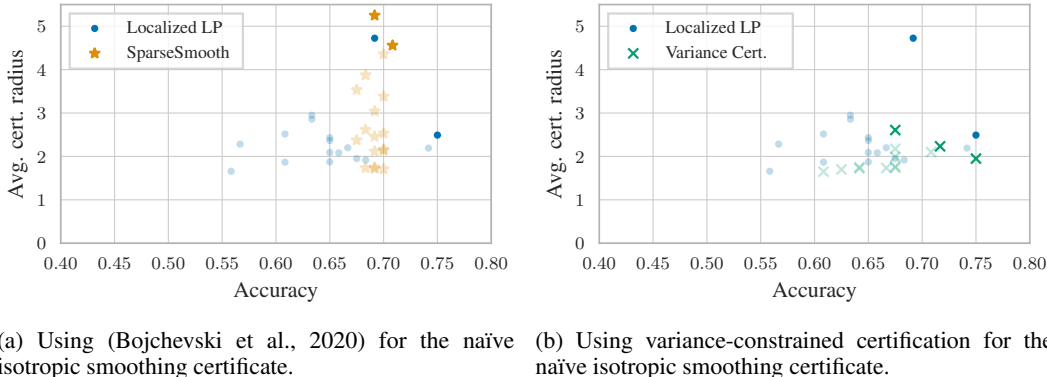 Avg. cert. radius
5
4
3
2
1
0
Localized LP
SparseSmooth
0.40 0.45 0.50 0.55 0.60 0.65 0.70 0.75 0.80
Accuracy
Avg. cert. radius
5
4
3
2
1
0
Localized LP
Variance Cert.
0.40 0.45 0.50 0.55 0.60 0.65 0.70 0.75 0.80
Accuracy
(a) Using (Bojchevski et al., 2020) for the naïve
isotropic smoothing certificate.
(b) Using variance-constrained certification for the
naïve isotropic smoothing certificate.